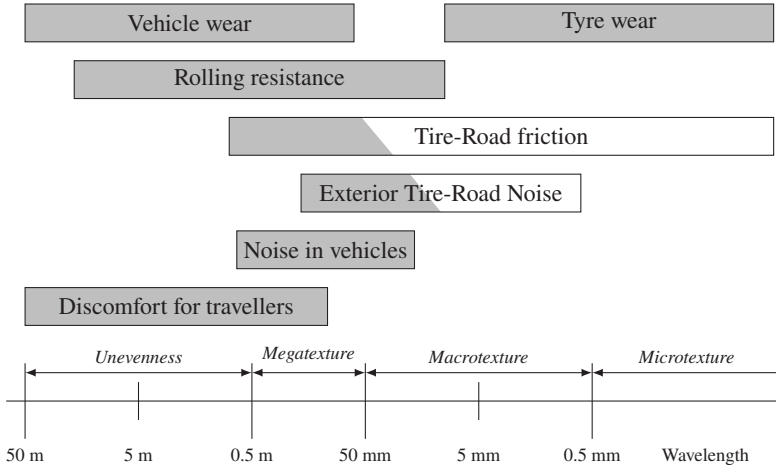 Vehicle wear
Tyre wear
Rolling resistance
Tire-Road friction
Exterior Tire-Road Noise
Noise in vehicles
Discomfort for travellers
Unevenness Megatexture Macrotexture Microtexture
50 m 5 m 0.5 m 50 mm 5 mm 0.5 mm Wavelength